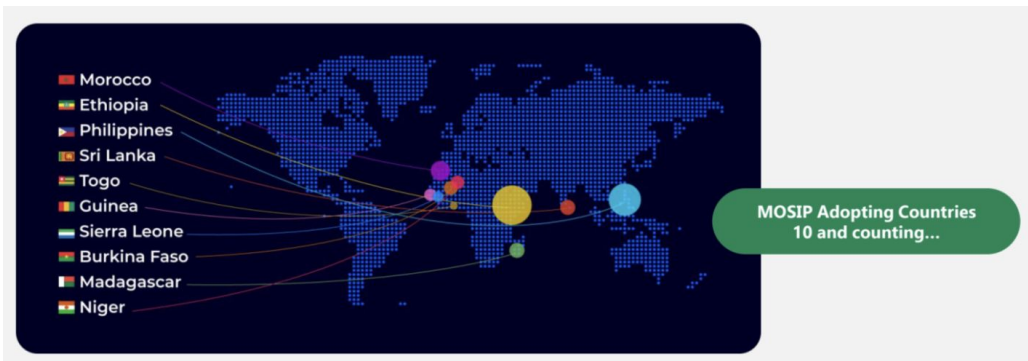 Morocco
Ethiopia
Philippines
Sri Lanka
Togo
Guinea
Sierra Leone
Burkina Faso
Madagascar
Niger
MOSIP Adopting Countries
10 and counting...